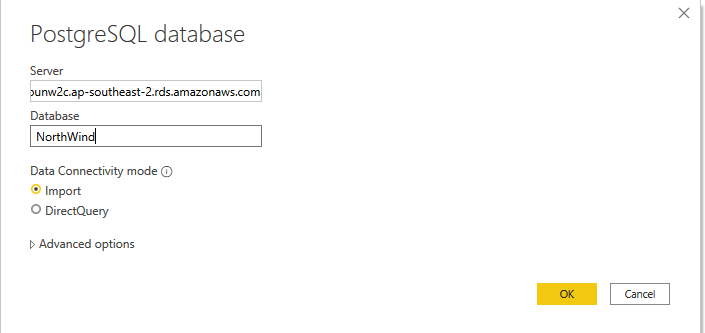 PostgreSQL database
Server
ounw2c.ap-southeast-2.rds.amazonaws.com
Database
NorthWind
Data Connectivity mode
Import
DirectQuery
Advanced options
OK
Cancel